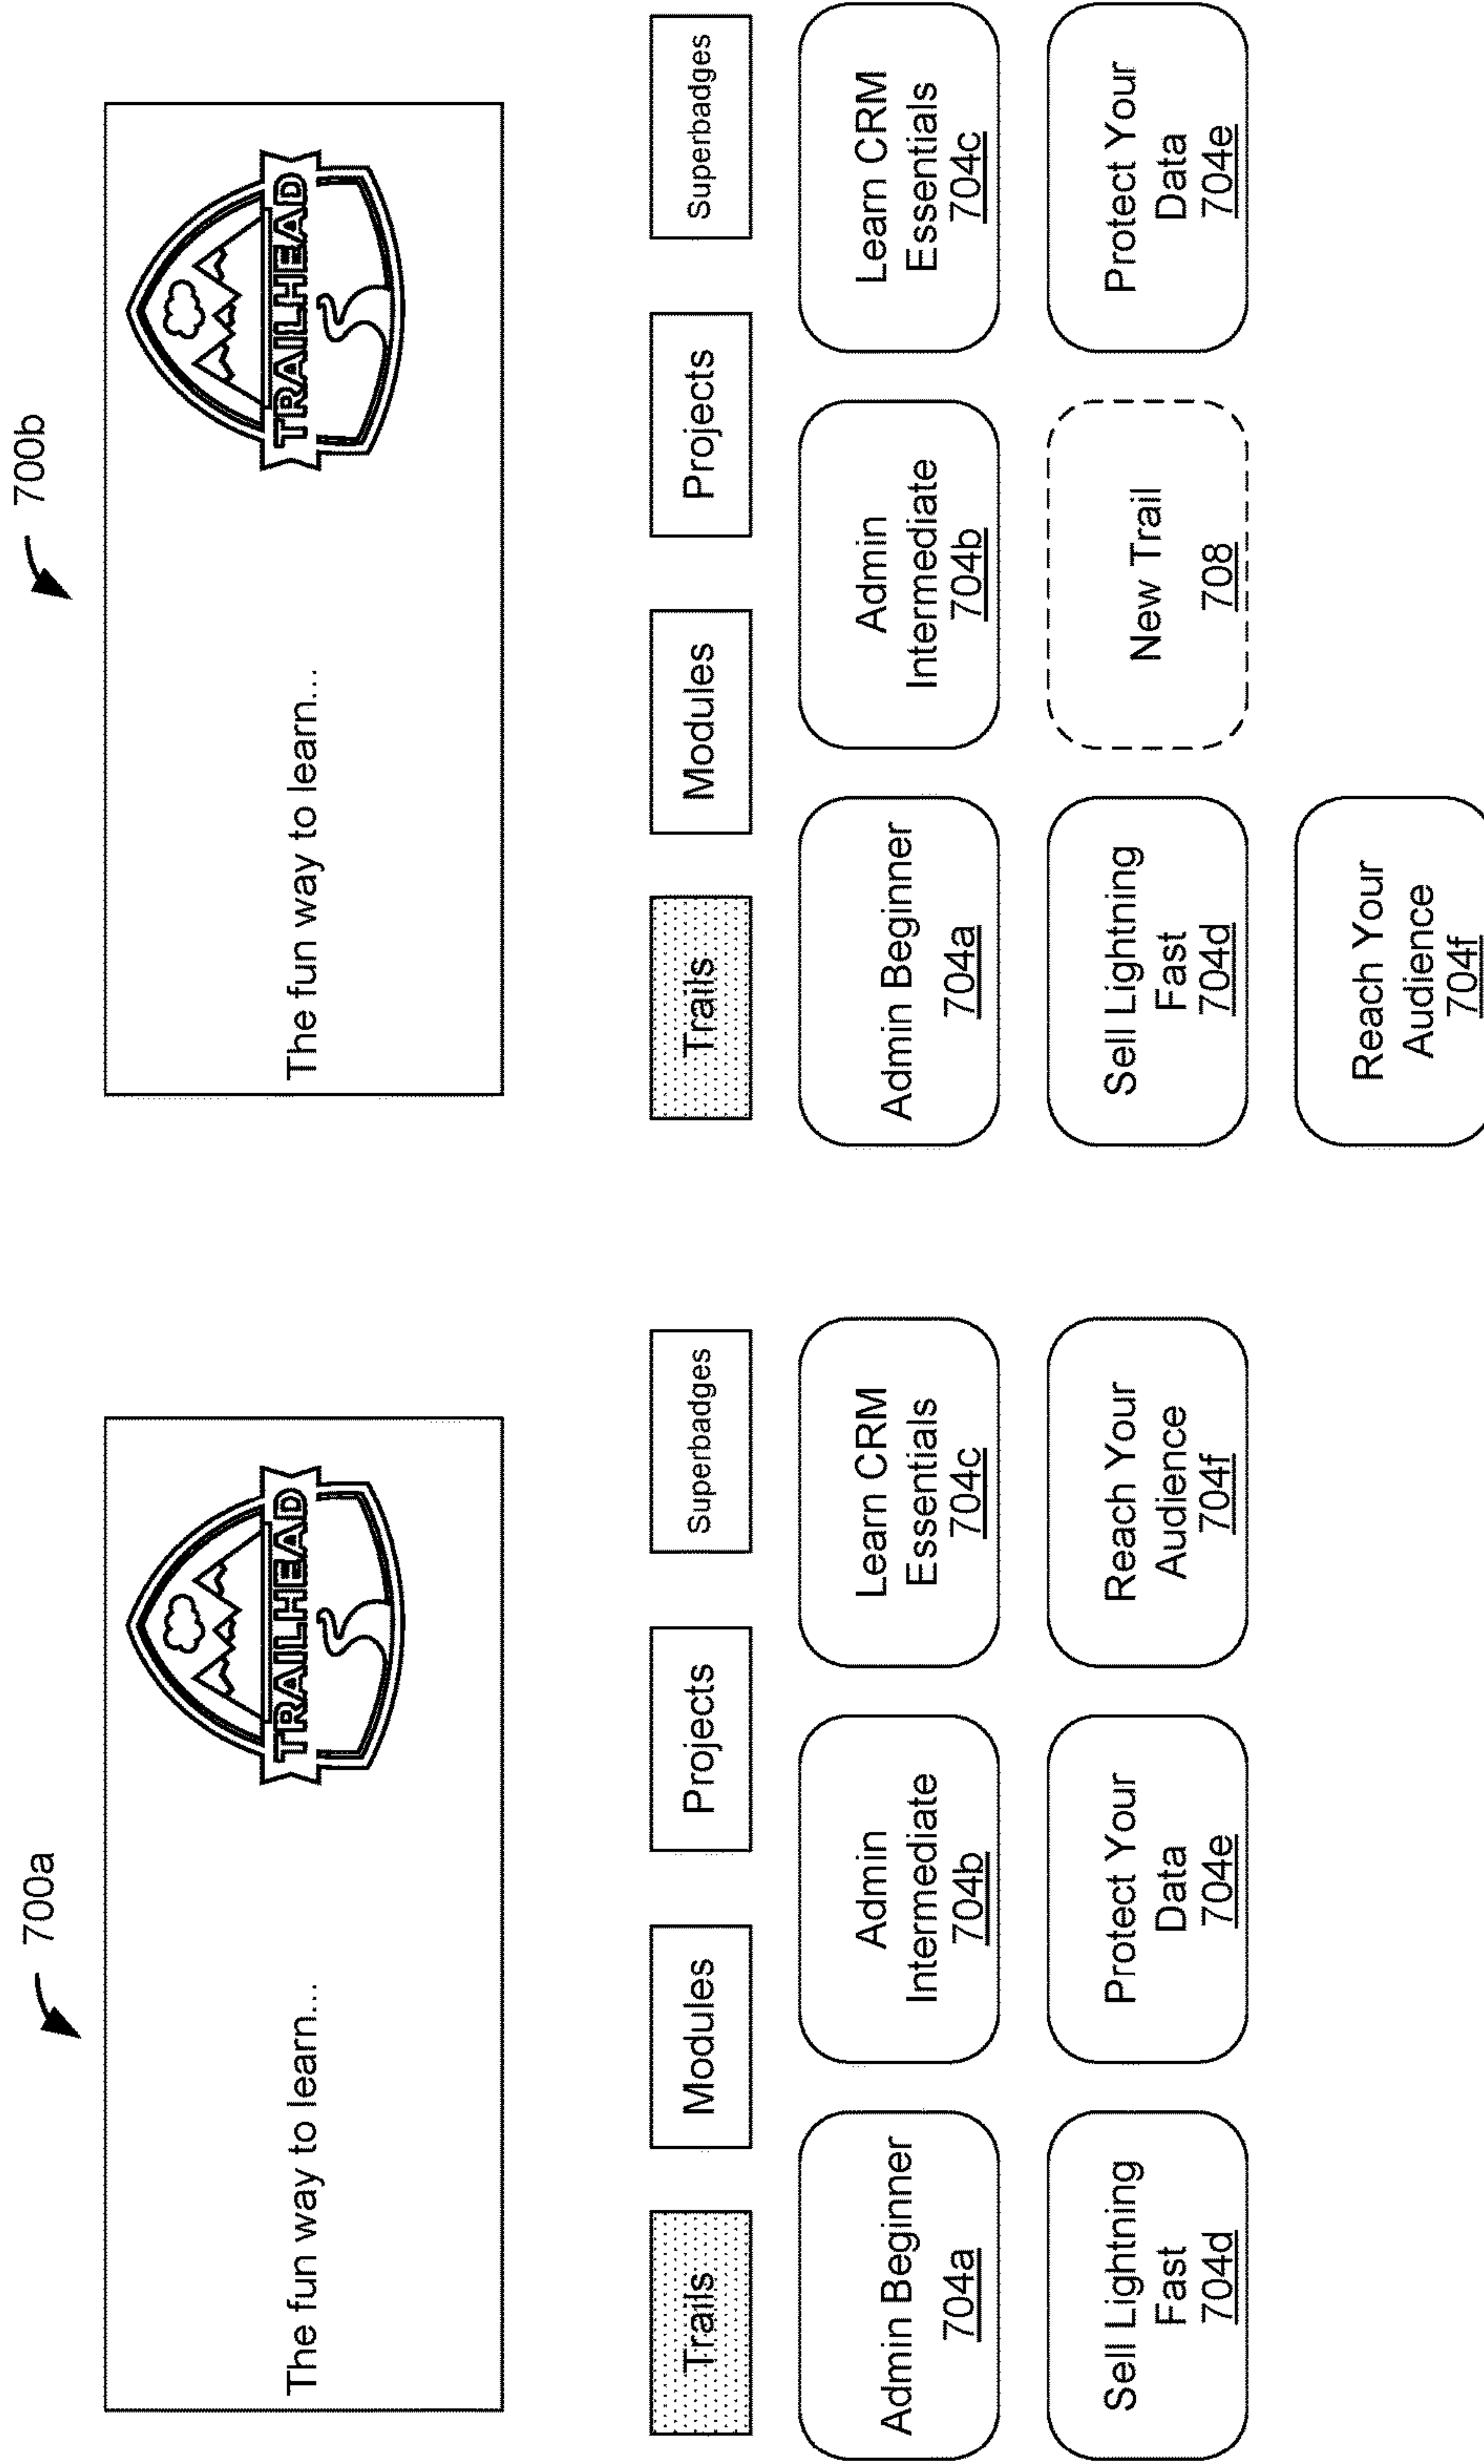 700a
The fun way to learn...
TRAILHEAD
Trails
Modules
Projects
Superbadges
Admin Beginner
704a
Admin
Intermediate
704b
Learn CRM
Essentials
704c
Sell Lightning
Fast
704d
Protect Your
Data
704e
Reach Your
Audience
704f
700b
The fun way to learn...
TRAILHEAD
Trails
Modules
Projects
Superbadges
Admin Beginner
704a
Admin
Intermediate
704b
Learn CRM
Essentials
704c
Sell Lightning
Fast
704d
New Trail
708
Protect Your
Data
704e
Reach Your
Audience
704f